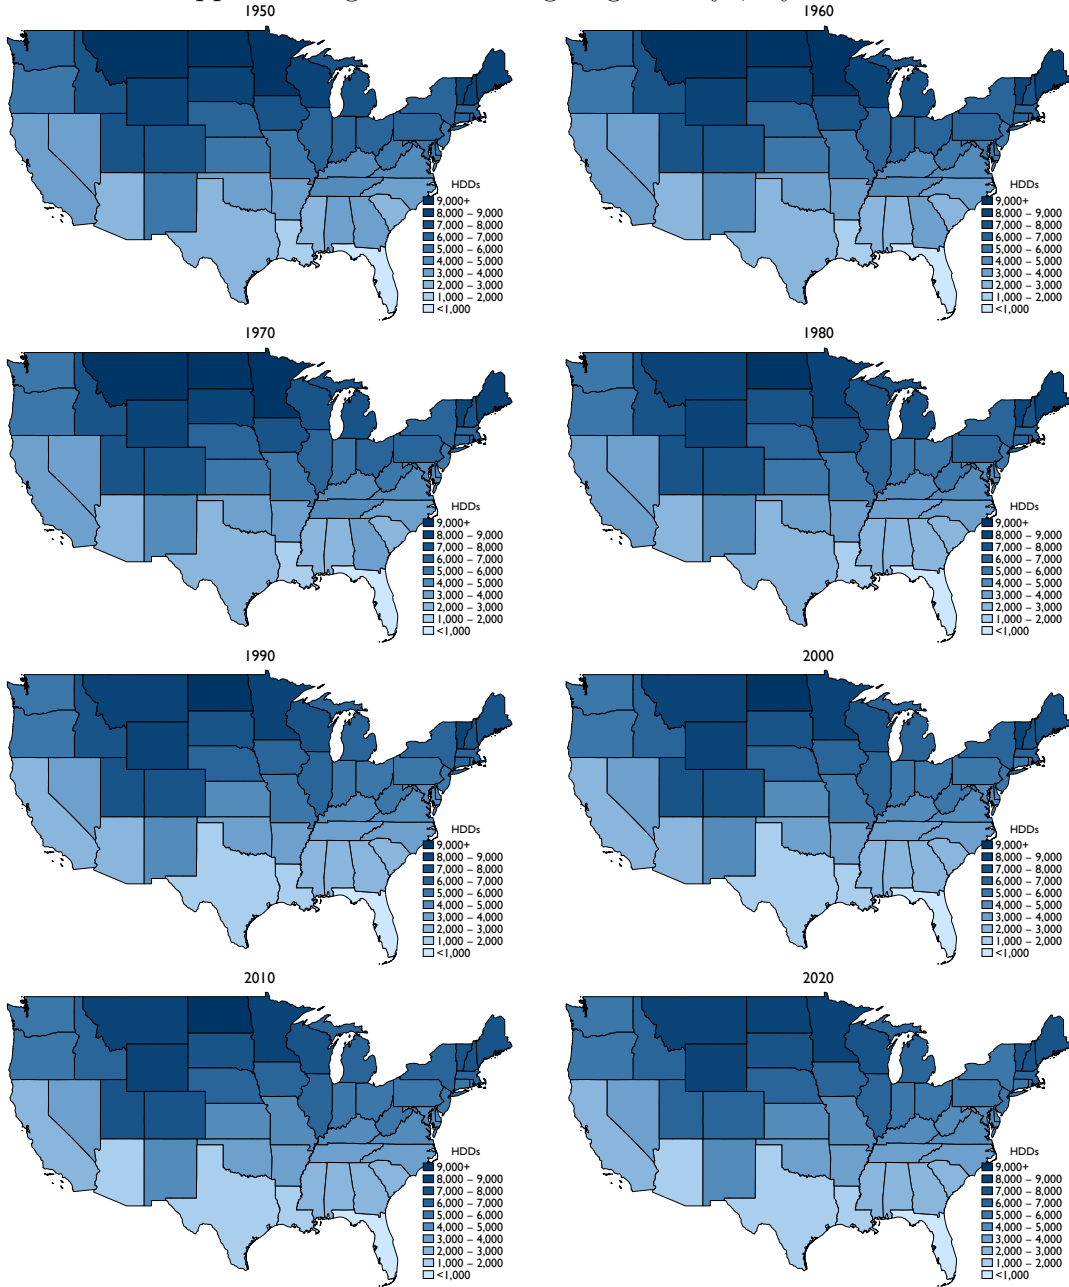 1950
HDDs
9,000+
8,000 – 9,000
7,000 – 8,000
6,000 – 7,000
5,000 – 6,000
4,000 – 5,000
3,000 – 4,000
2,000 – 3,000
1,000 – 2,000
<1,000
1960
HDDs
9,000+
8,000 – 9,000
7,000 – 8,000
6,000 – 7,000
5,000 – 6,000
4,000 – 5,000
3,000 – 4,000
2,000 – 3,000
1,000 – 2,000
<1,000
1970
HDDs
9,000+
8,000 – 9,000
7,000 – 8,000
6,000 – 7,000
5,000 – 6,000
4,000 – 5,000
3,000 – 4,000
2,000 – 3,000
1,000 – 2,000
<1,000
1980
HDDs
9,000+
8,000 – 9,000
7,000 – 8,000
6,000 – 7,000
5,000 – 6,000
4,000 – 5,000
3,000 – 4,000
2,000 – 3,000
1,000 – 2,000
<1,000
1990
HDDs
9,000+
8,000 – 9,000
7,000 – 8,000
6,000 – 7,000
5,000 – 6,000
4,000 – 5,000
3,000 – 4,000
2,000 – 3,000
1,000 – 2,000
<1,000
2000
HDDs
9,000+
8,000 – 9,000
7,000 – 8,000
6,000 – 7,000
5,000 – 6,000
4,000 – 5,000
3,000 – 4,000
2,000 – 3,000
1,000 – 2,000
<1,000
2010
HDDs
9,000+
8,000 – 9,000
7,000 – 8,000
6,000 – 7,000
5,000 – 6,000
4,000 – 5,000
3,000 – 4,000
2,000 – 3,000
1,000 – 2,000
<1,000
2020
HDDs
9,000+
8,000 – 9,000
7,000 – 8,000
6,000 – 7,000
5,000 – 6,000
4,000 – 5,000
3,000 – 4,000
2,000 – 3,000
1,000 – 2,000
<1,000